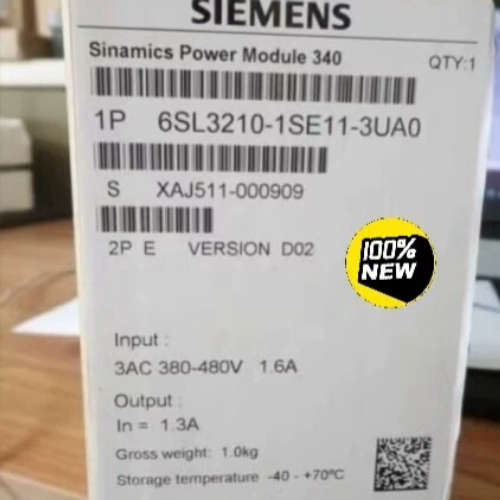 SIEMENS
Sinamics Power Module 340
QTY:1
1P 6SL3210-1SE11-3UA0
S XAJ511-000909
2P E VERSION D02
100%
NEW
Input :
3AC 380-480V 1.6A
Output :
In = 1.3A
Gross weight: 1.0kg
Storage temperature -40 - +70ºC